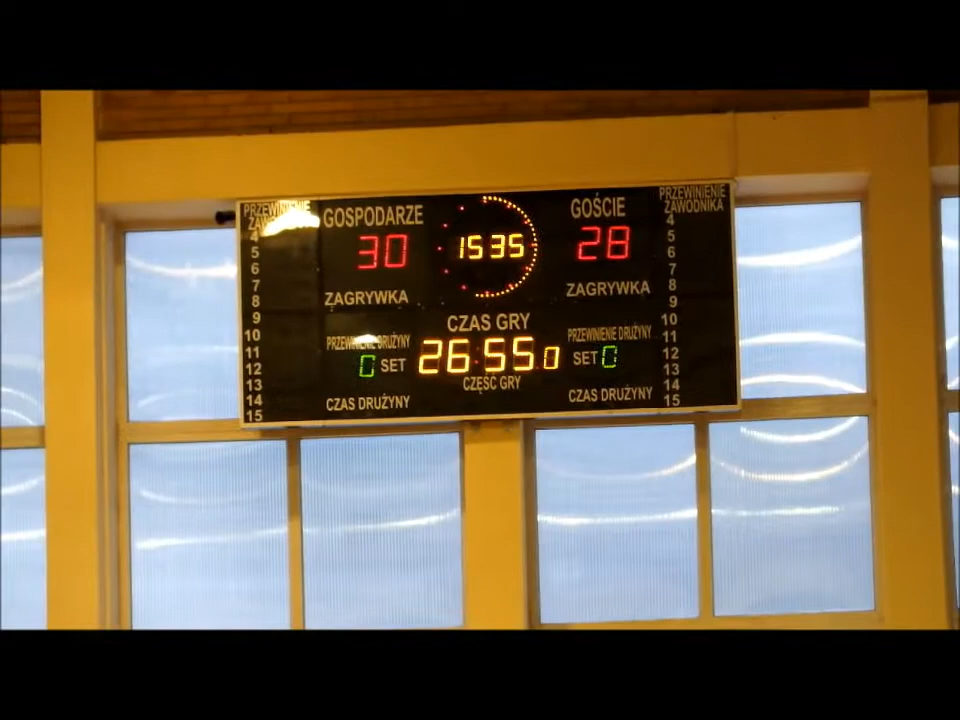 PRZEWINIENIE ZAWODNIKA
4
5
6
7
8
9
10
11
12
13
14
15
GOSPODARZE
30
ZAGRYWKA
PRZEWINIENIE DRUŻYNY
0 SET
CZAS DRUŻYNY
15 35
CZAS GRY
26:55 0
CZĘŚĆ GRY
GOŚCIE
28
ZAGRYWKA
PRZEWINIENIE DRUŻYNY
SET 0
CZAS DRUŻYNY
PRZEWINIENIE
ZAWODNIKA
4
5
6
7
8
9
10
11
12
13
14
15